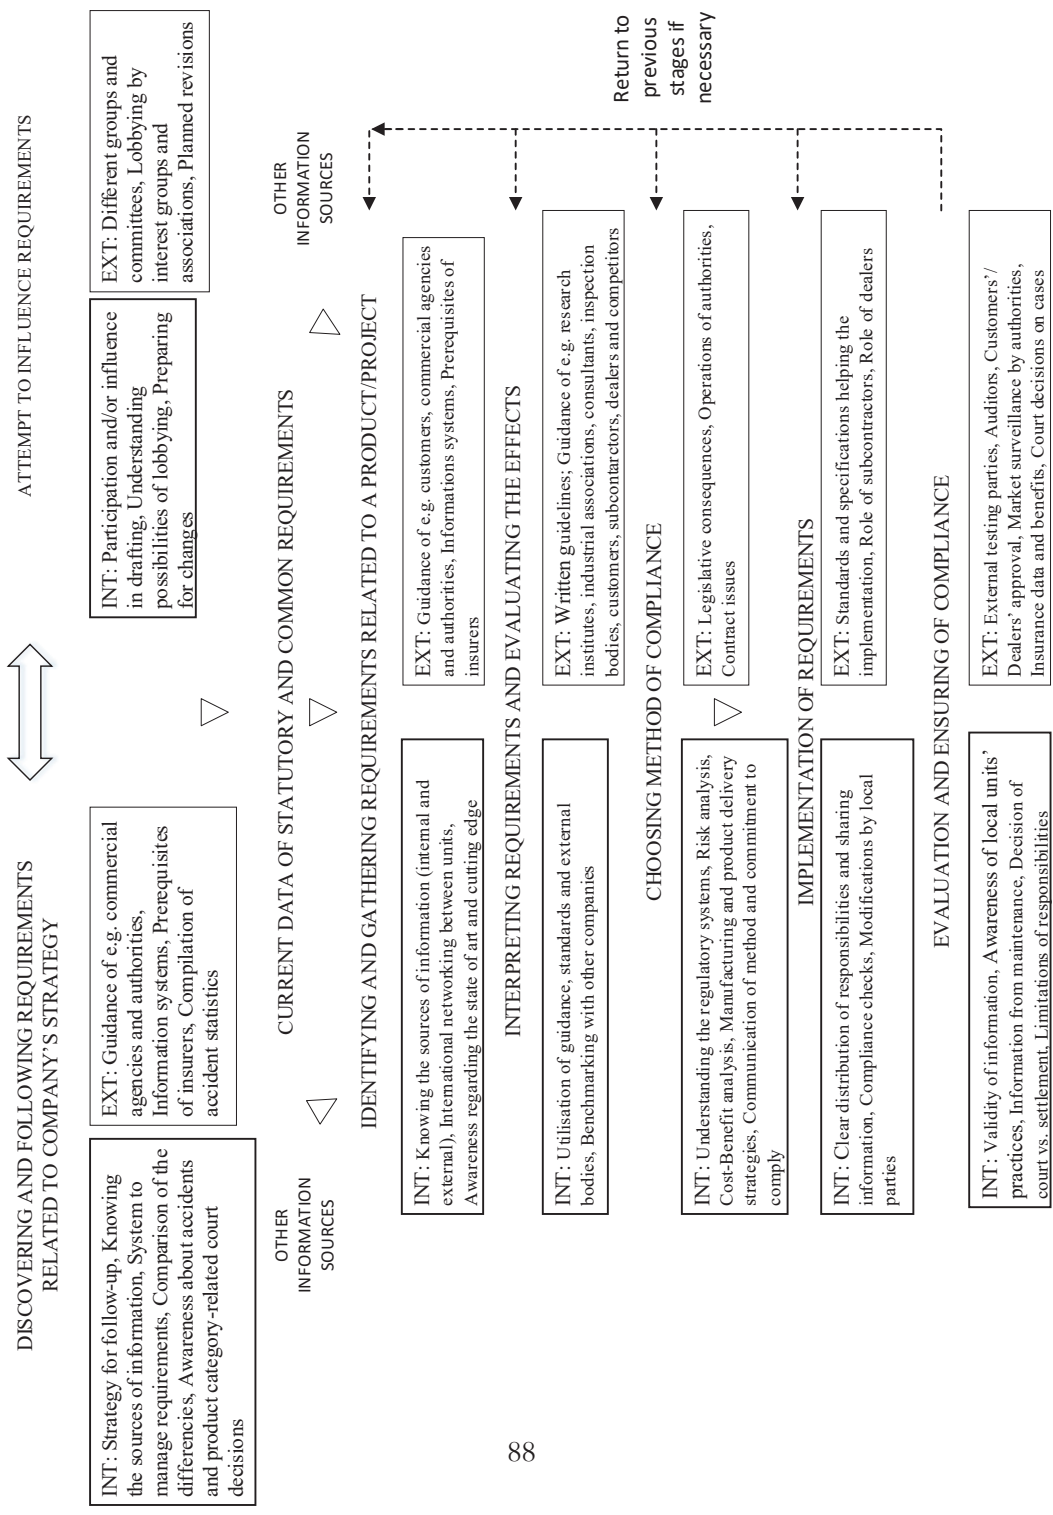 DISCOVERING AND FOLLOWING REQUIREMENTS
RELATED TO COMPANY'S STRATEGY
ATTEMPT TO INFLUENCE REQUIREMENTS
INT: Strategy for follow-up, Knowing
the sources of information, System to
manage requirements, Comparison of the
differencies, Awareness about accidents
and product category-related court
decisions
EXT: Guidance of e.g. commercial
agencies and authorities,
Information systems, Prerequisites
of insurers, Compilation of
accident statistics
INT: Participation and/or influence
in drafting, Understanding
possibilities of lobbying, Preparing
for changes
EXT: Different groups and
committees, Lobbying by
interest groups and
associations, Planned revisions
OTHER
INFORMATION
SOURCES
CURRENT DATA OF STATUTORY AND COMMON REQUIREMENTS
OTHER
INFORMATION
SOURCES
IDENTIFYING AND GATHERING REQUIREMENTS RELATED TO A PRODUCT/PROJECT
INT: Knowing the sources of information (internal and
external), International networking between units,
Awareness regarding the state of art and cutting edge
EXT: Guidance of e.g. customers, commercial agencies
and authorities, Informations systems, Prerequisites of
insurers
INTERPRETING REQUIREMENTS AND EVALUATING THE EFFECTS
INT: Utilisation of guidance, standards and external
bodies, Benchmarking with other companies
EXT: Written guidelines; Guidance of e.g. research
institutes, industrial associations, consultants, inspection
bodies, customers, subcontarctors, dealers and competitors
CHOOSING METHOD OF COMPLIANCE
INT: Understanding the regulatory systems, Risk analysis,
Cost-Benefit analysis, Manufacturing and product delivery
strategies, Communication of method and commitment to
comply
EXT: Legislative consequences, Operations of authorities,
Contract issues
IMPLEMENTATION OF REQUIREMENTS
INT: Clear distribution of responsibilities and sharing
information, Compliance checks, Modifications by local
parties
EXT: Standards and specifications helping the
implementation, Role of subcontractors, Role of dealers
EVALUATION AND ENSURING OF COMPLIANCE
INT: Validity of information, Awareness of local units'
practices, Information from maintenance, Decision of
court vs. settlement, Limitations of responsibilities
EXT: External testing parties, Auditors, Customers'/
Dealers' approval, Market surveillance by authorities,
Insurance data and benefits, Court decisions on cases
Return to
previous
stages if
necessary
88